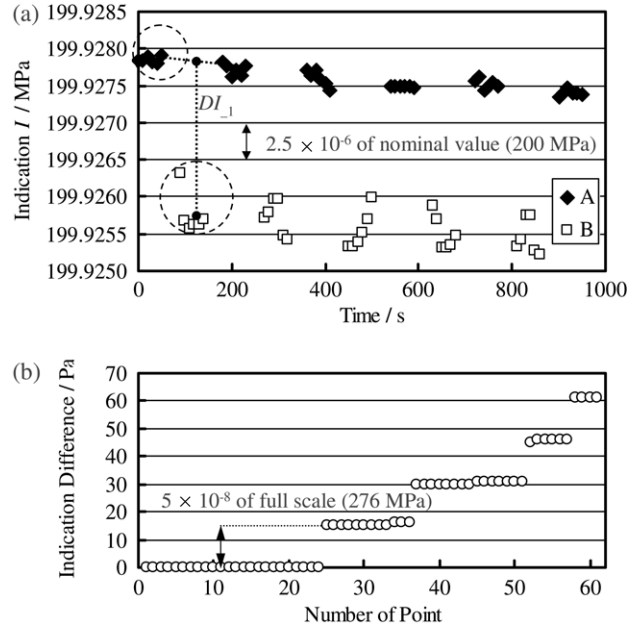 (a)
199.9280
199.9275
199.9270
199.9265
199.9260
199.9255
199.9250
Indication I / MPa
DI_1
2.5 × 10⁻⁶ of nominal value (200 MPa)
A
B
0 200 400 600 800 1000
Time / s
(b)
70
60
50
40
30
20
10
0
Indication Difference / Pa
5 × 10⁻⁸ of full scale (276 MPa)
0 10 20 30 40 50 60
Number of Point